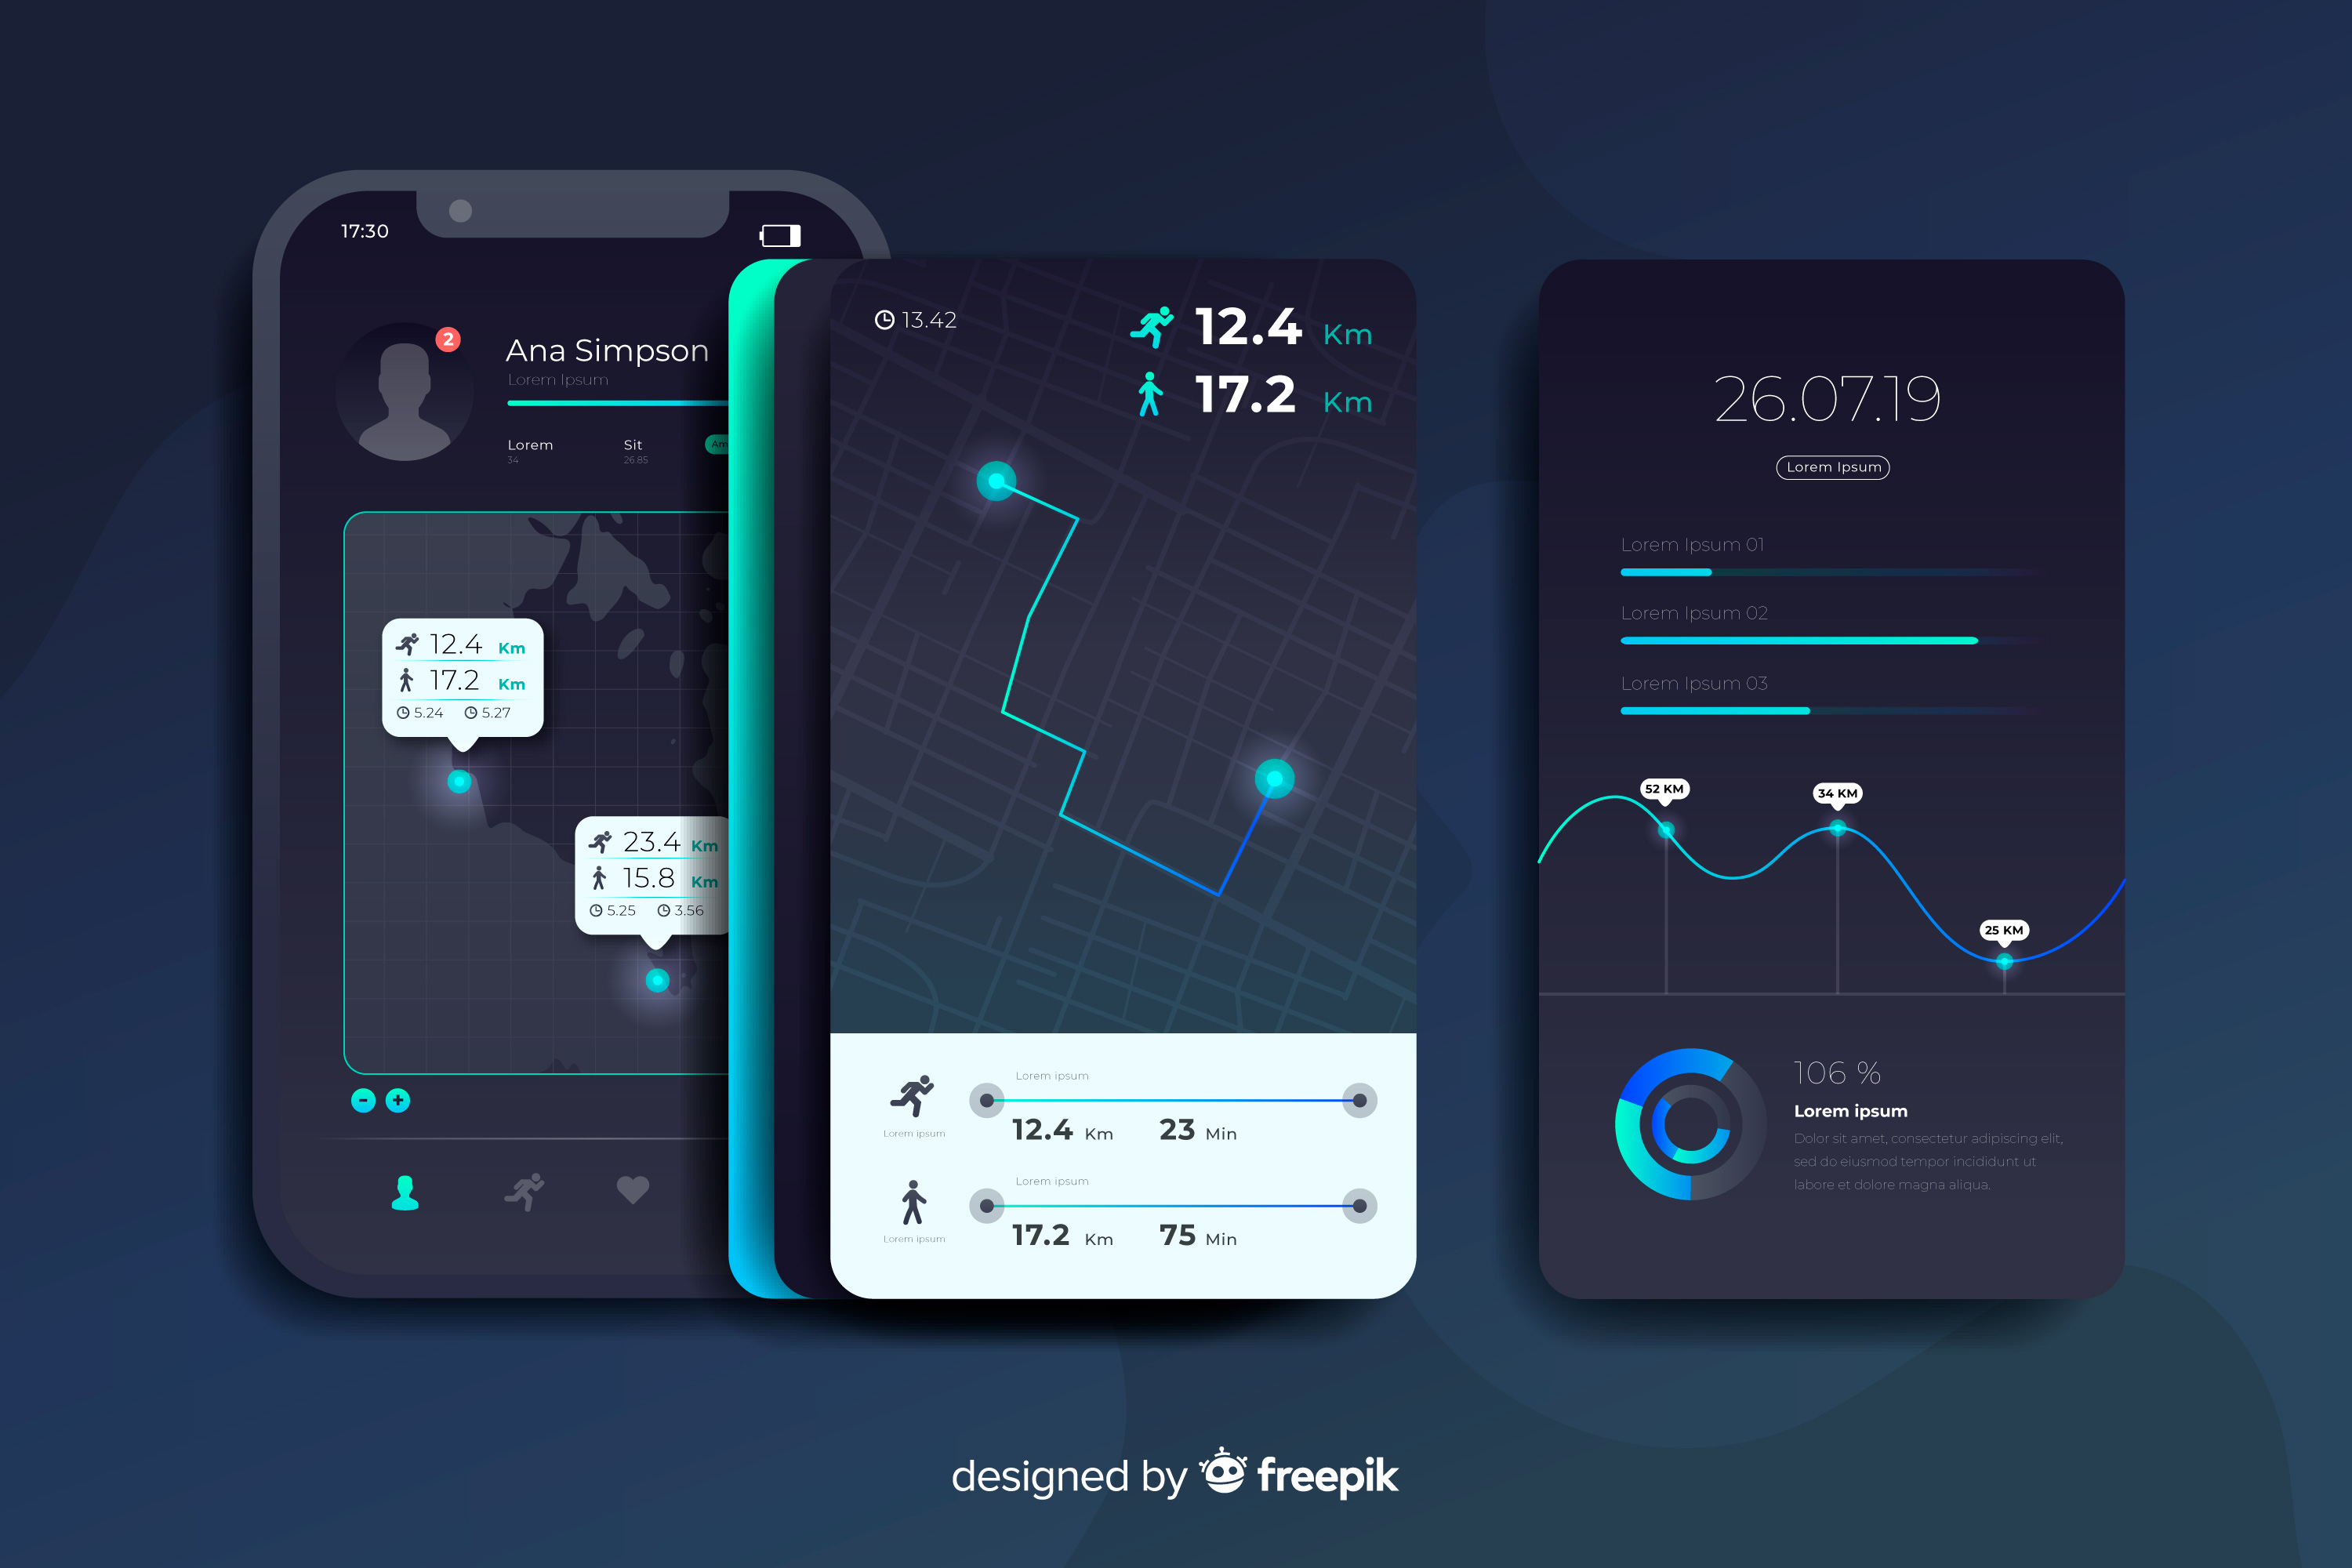 17:30
2
Ana Simpson
Lorem Ipsum
Lorem Sit Am
34 26.85
12.4 Km
17.2 Km
5.24 5.27
23.4 Km
15.8 Km
5.25 3.56
- +
13.42
12.4 Km
17.2 Km
Lorem ipsum
12.4 Km 23 Min
Lorem ipsum
Lorem ipsum
17.2 Km 75 Min
Lorem ipsum
26.07.19
Lorem Ipsum
Lorem Ipsum 01
Lorem Ipsum 02
Lorem Ipsum 03
52 KM
34 KM
25 KM
106 %
Lorem ipsum
Dolor sit amet, consectetur adipiscing elit,
sed do eiusmod tempor incididunt ut
labore et dolore magna aliqua.
designed by freepik